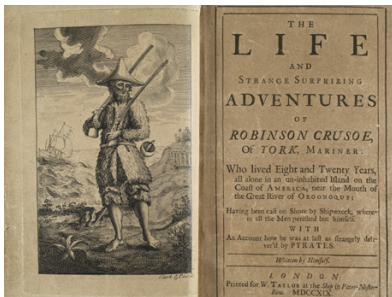 THE
LIFE
AND
STRANGE SURPRIZING
ADVENTURES
OF
ROBINSON CRUSOE,
Of YORK, MARINER:
Who lived Eight and Twenty Years,
all alone in an un-inhabited Island on the
Coast of AMERICA, near the Mouth of
the Great River of OROONOQUE;
Having been cast on Shore by Shipwreck, where-
in all the Men perished but himself.
WITH
An Account how he was at last as strangely deli-
ver'd by PYRATES.
Written by Himself.
LONDON
Printed for W. TAYLOR at the Ship in Pater-Noster-
Row. MDCCXIX.